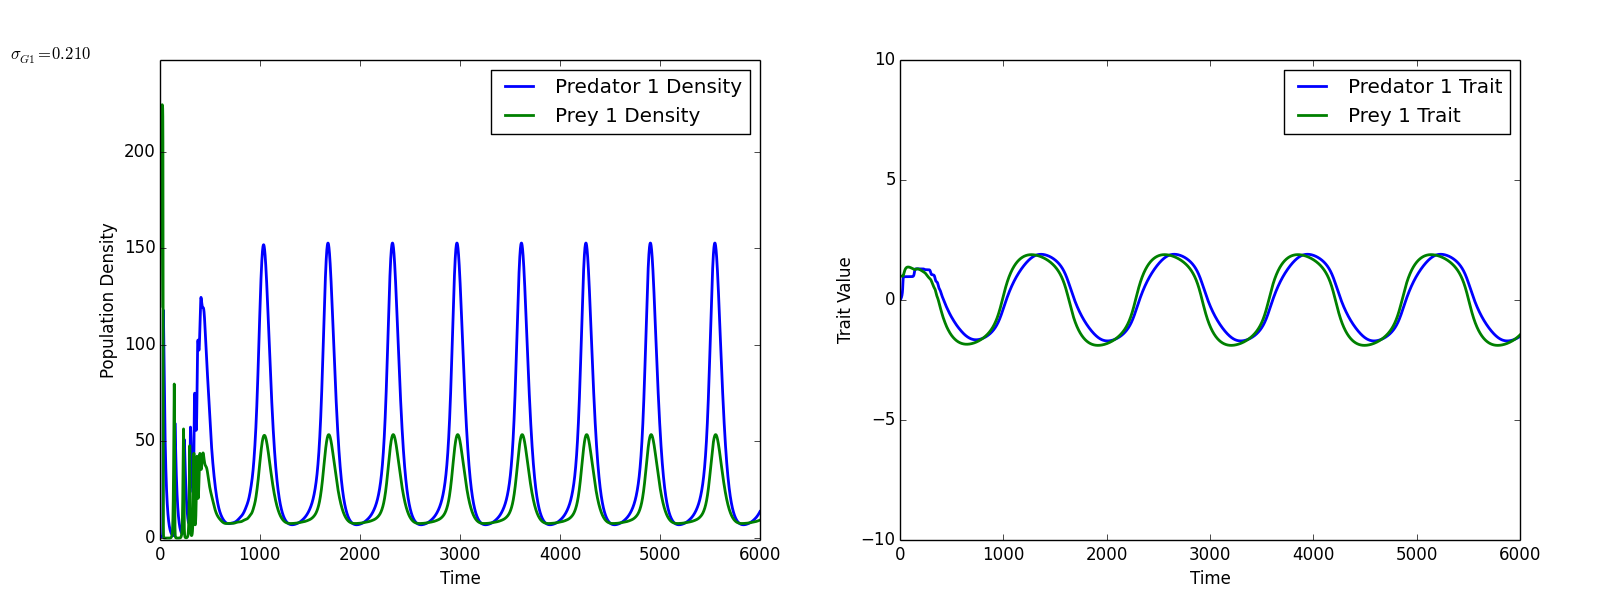 σG1=0.210
Predator 1 Density
Prey 1 Density
200
150
100
50
0
Population Density
0 1000 2000 3000 4000 5000 6000
Time
Predator 1 Trait
Prey 1 Trait
10
5
0
−5
−10
Trait Value
0 1000 2000 3000 4000 5000 6000
Time